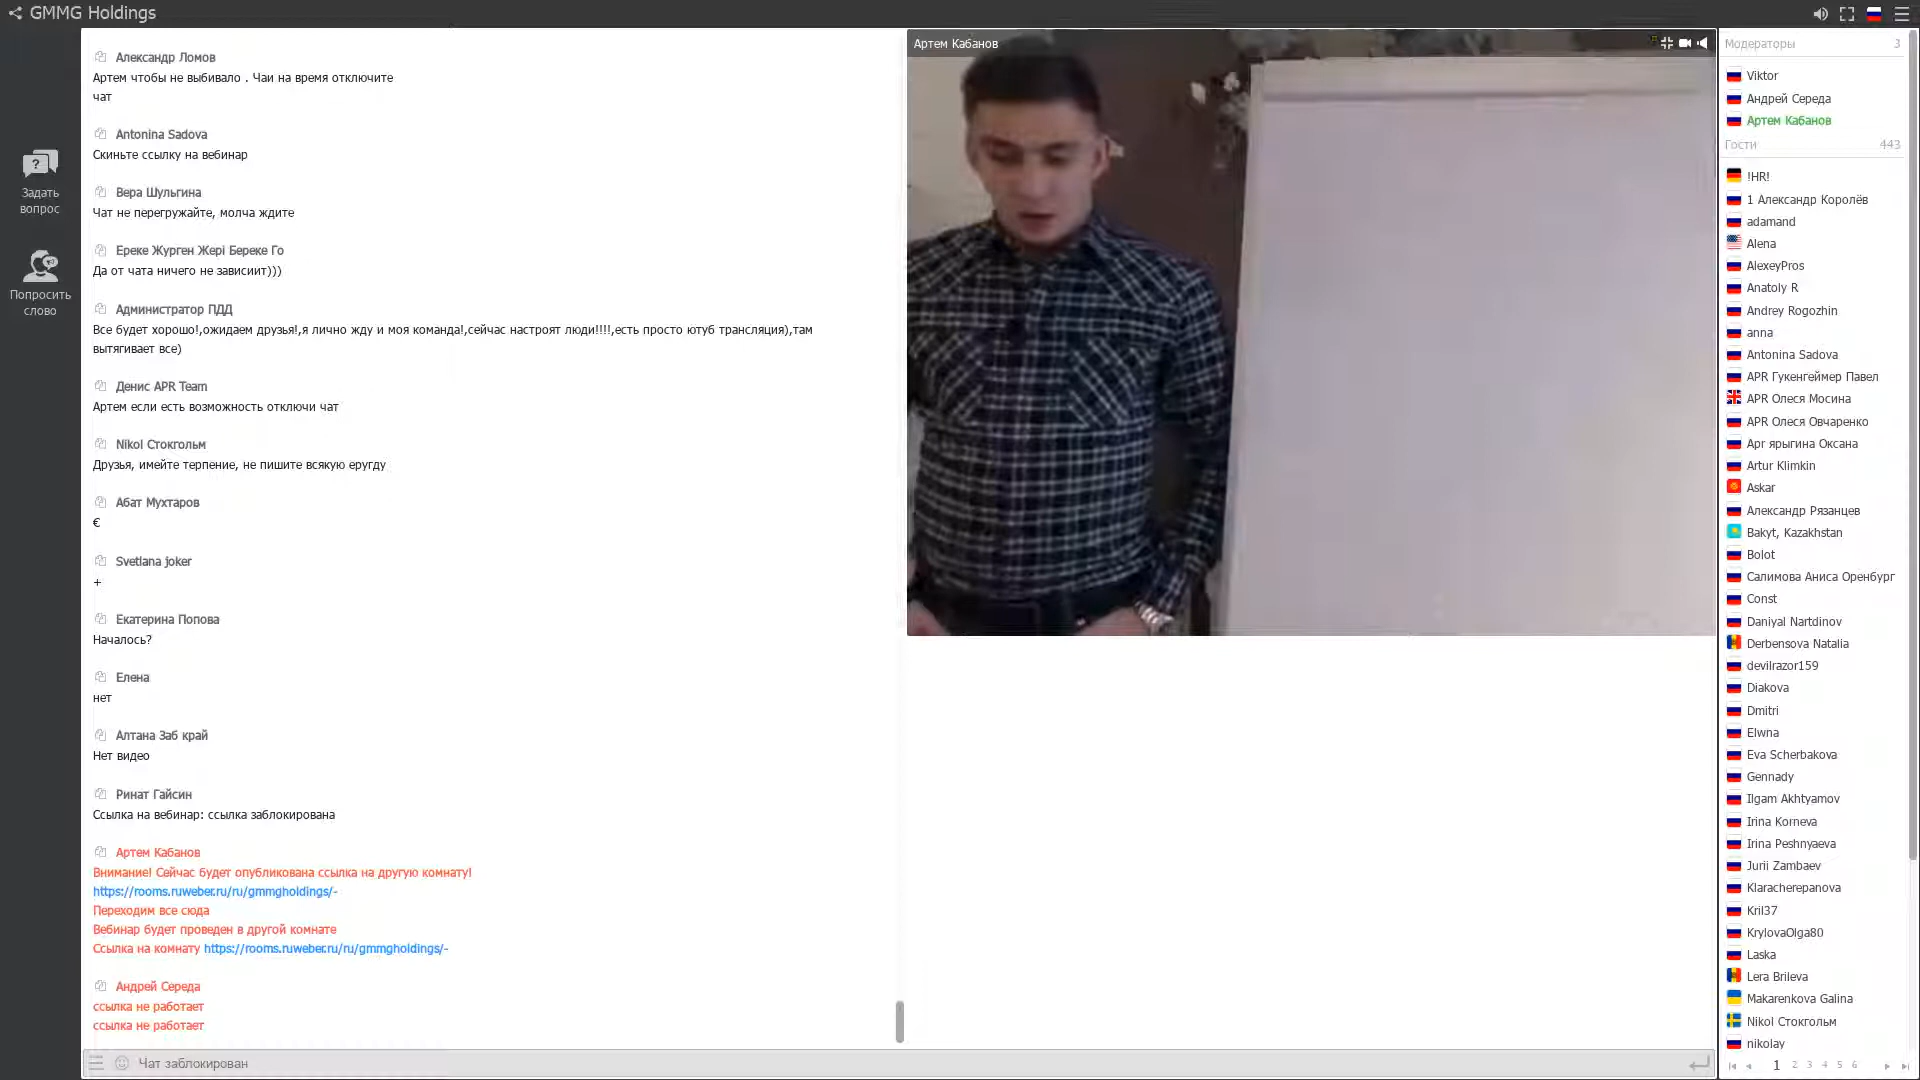 GMMG Holdings
Задать
вопрос
Попросить
слово
Александр Ломов
Артем чтобы не выбивало . Чаи на время отключите
чат
Antonina Sadova
Скиньте ссылку на вебинар
Вера Шульгина
Чат не перегружайте, молча ждите
Ереке Журген Жері Береке Го
Да от чата ничего не зависиит)))
Администратор ПДД
Все будет хорошо!,ожидаем друзья!,я лично жду и моя команда!,сейчас настроят люди!!!!,есть просто ютуб трансляция),там
вытягивает все)
Денис APR Team
Артем если есть возможность отключи чат
Nikol Стокгольм
Друзья, имейте терпение, не пишите всякую еругду
Абат Мухтаров
€
Svetlana joker
+
Екатерина Попова
Началось?
Елена
нет
Алтана Заб край
Нет видео
Ринат Гайсин
Ссылка на вебинар: ссылка заблокирована
Артем Кабанов
Внимание! Сейчас будет опубликована ссылка на другую комнату!
https://rooms.ruweber.ru/ru/gmmgholdings/-
Переходим все сюда
Вебинар будет проведен в другой комнате
Ссылка на комнату https://rooms.ruweber.ru/ru/gmmgholdings/-
Андрей Середа
ссылка не работает
ссылка не работает
Чат заблокирован
Артем Кабанов
Модераторы 3
Viktor
Андрей Середа
Артем Кабанов
Гости 443
!HR!
1 Александр Королёв
adamand
Alena
AlexeyPros
Anatoly R
Andrey Rogozhin
anna
Antonina Sadova
APR Гукенгеймер Павел
APR Олеся Мосина
APR Олеся Овчаренко
Apr ярыгина Оксана
Artur Klimkin
Askar
Александр Рязанцев
Bakyt, Kazakhstan
Bolot
Салимова Аниса Оренбург
Const
Daniyal Nartdinov
Derbensova Natalia
devilrazor159
Diakova
Dmitri
Elwna
Eva Scherbakova
Gennady
Ilgam Akhtyamov
Irina Korneva
Irina Peshnyaeva
Jurii Zambaev
Klaracherepanova
Kril37
KrylovaOlga80
Laska
Lera Brileva
Makarenkova Galina
Nikol Стокгольм
nikolay
1 2 3 4 5 6